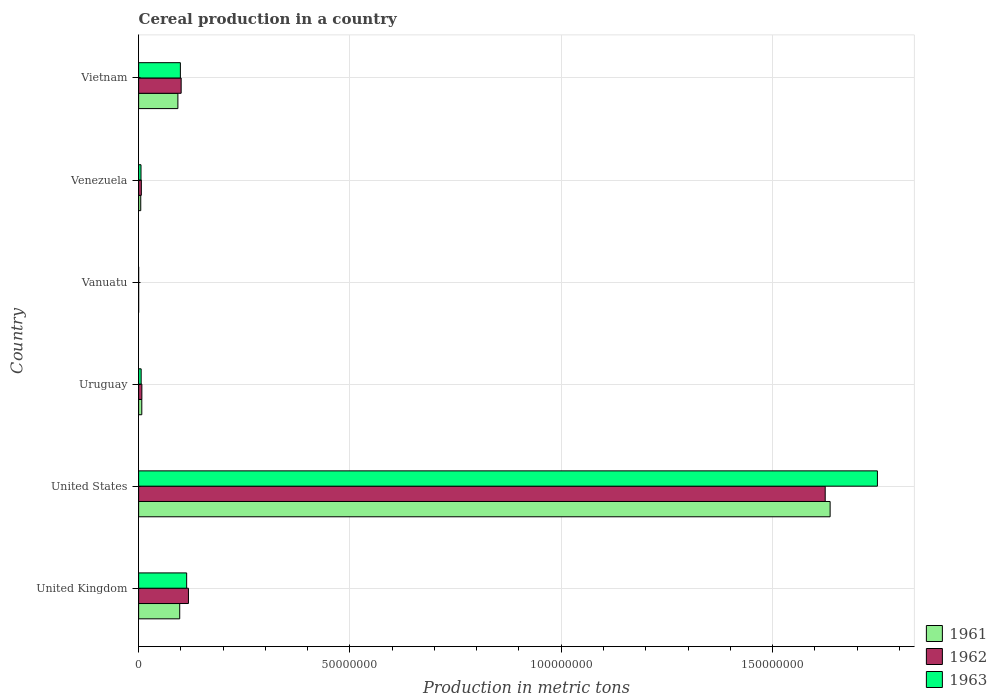 Cereal production in a country
Vietnam
Venezuela
Vanuatu
Uruguay
United States
United Kingdom
Country
0
50000000
100000000
150000000
Production in metric tons
1961
1962
1963